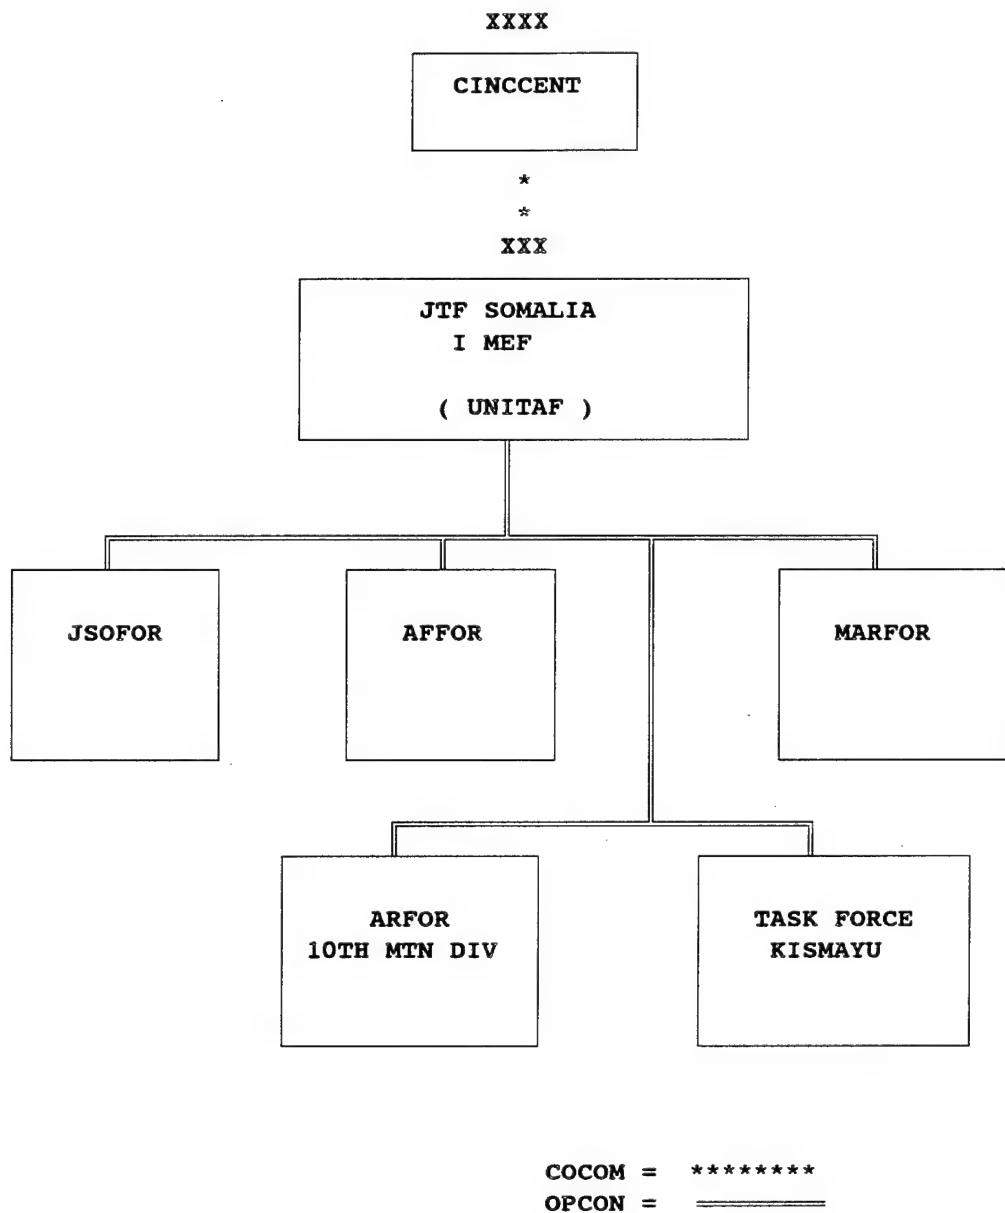 XXXX
CINCCENT
*
*
XXX
JTF SOMALIA
I MEF
( UNITAF )
JSOFOR
AFFOR
MARFOR
ARFOR
10TH MTN DIV
TASK FORCE
KISMAYU
COCOM = ********
OPCON =